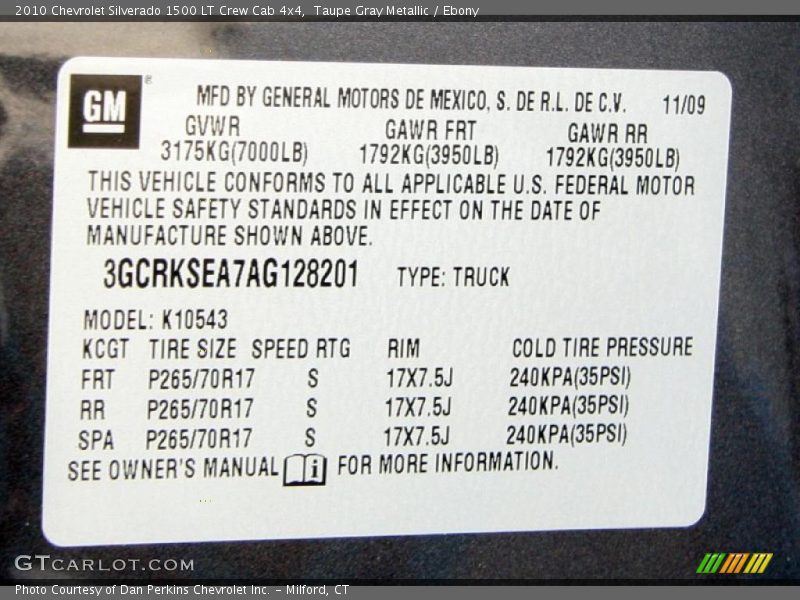 2010 Chevrolet Silverado 1500 LT Crew Cab 4x4,  Taupe Gray Metallic / Ebony
GM ®
MFD BY GENERAL MOTORS DE MEXICO, S. DE R.L. DE C.V. 11/09
GVWR GAWR FRT GAWR RR
3175KG(7000LB) 1792KG(3950LB) 1792KG(3950LB)
THIS VEHICLE CONFORMS TO ALL APPLICABLE U.S. FEDERAL MOTOR
VEHICLE SAFETY STANDARDS IN EFFECT ON THE DATE OF
MANUFACTURE SHOWN ABOVE.
3GCRKSEA7AG128201 TYPE: TRUCK
MODEL: K10543
KCGT TIRE SIZE SPEED RTG RIM COLD TIRE PRESSURE
FRT P265/70R17 S 17X7.5J 240KPA(35PSI)
RR P265/70R17 S 17X7.5J 240KPA(35PSI)
SPA P265/70R17 S 17X7.5J 240KPA(35PSI)
SEE OWNER'S MANUAL i FOR MORE INFORMATION.
GTCARLOT.COM
Photo Courtesy of Dan Perkins Chevrolet Inc. - Milford, CT